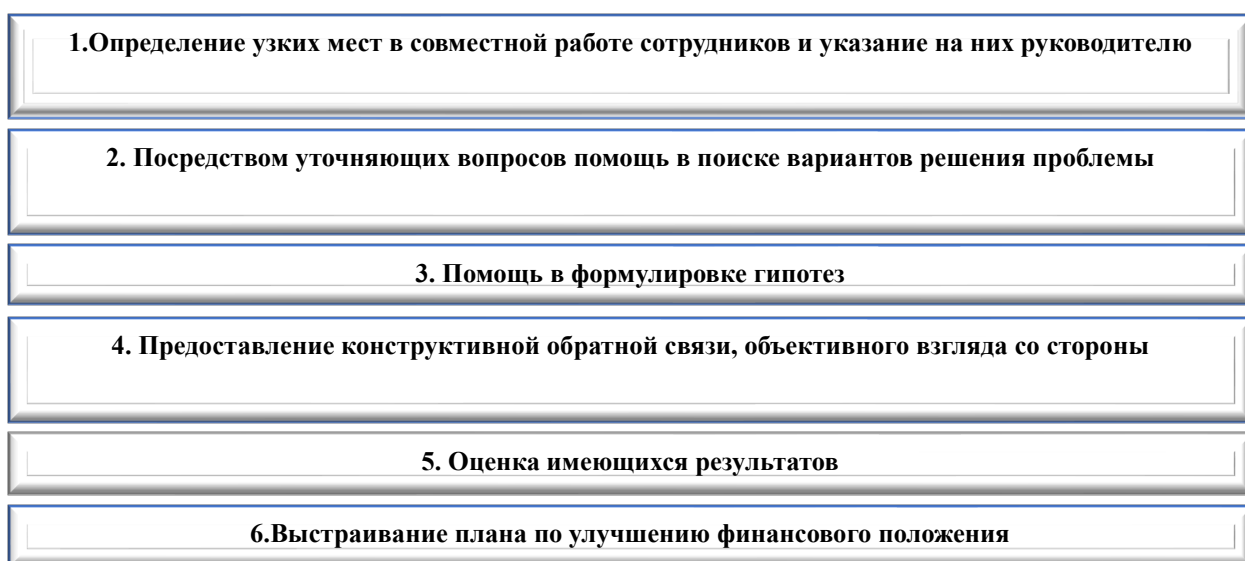 1.Определение узких мест в совместной работе сотрудников и указание на них руководителю
2. Посредством уточняющих вопросов помощь в поиске вариантов решения проблемы
3. Помощь в формулировке гипотез
4. Предоставление конструктивной обратной связи, объективного взгляда со стороны
5. Оценка имеющихся результатов
6.Выстраивание плана по улучшению финансового положения